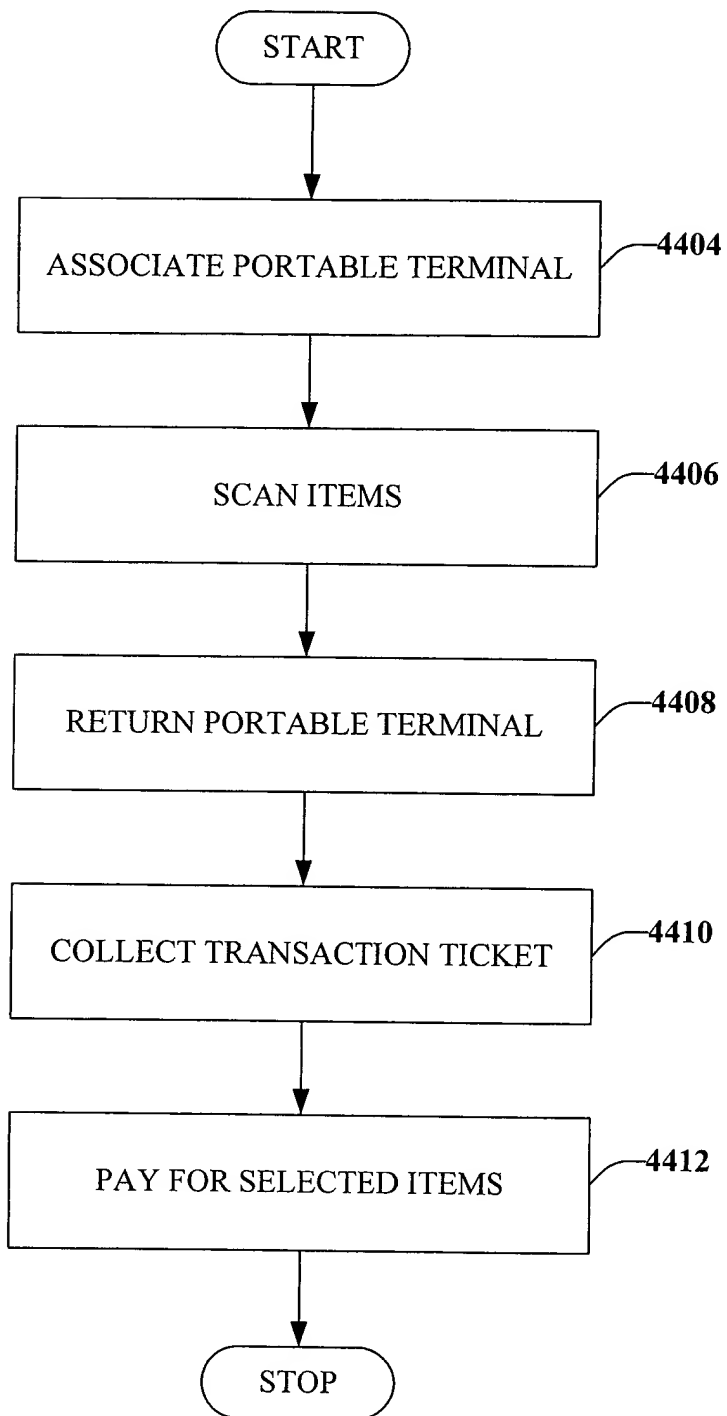 START
ASSOCIATE PORTABLE TERMINAL
4404
SCAN ITEMS
4406
RETURN PORTABLE TERMINAL
4408
COLLECT TRANSACTION TICKET
4410
PAY FOR SELECTED ITEMS
4412
STOP